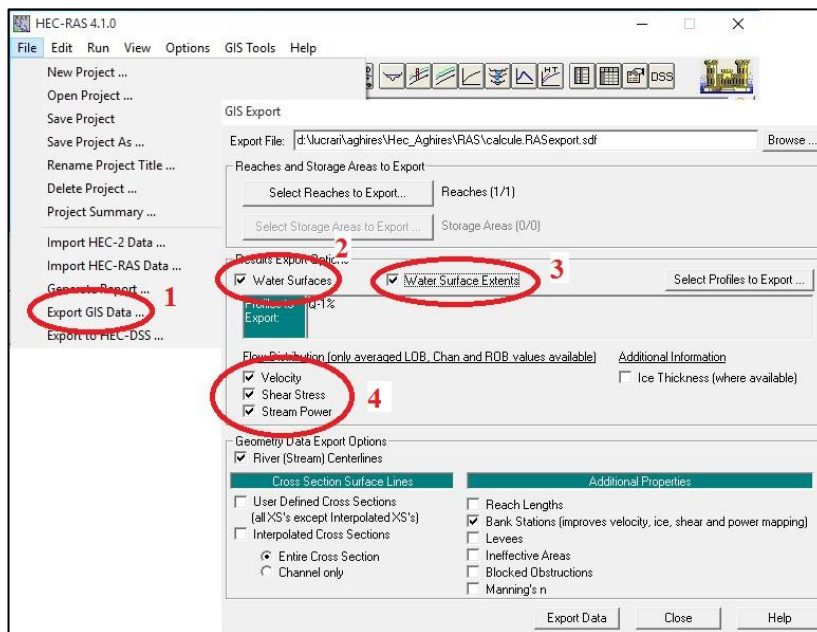 HEC-RAS 4.1.0
File Edit Run View Options GIS Tools Help
New Project ...
Open Project ...
Save Project
Save Project As ...
Rename Project Title ...
Delete Project ...
Project Summary ...
Import HEC-2 Data ...
Import HEC-RAS Data ...
Generate Report ...
Export GIS Data ...
1
Export to HEC-DSS ...
HT
DSS
GIS Export
Export File: d:\lucrari\aghires\Hec_Aghires\RAS\calcule.RASexport.sdf Browse ...
Reaches and Storage Areas to Export
Select Reaches to Export... Reaches (1/1)
Select Storage Areas to Export ... Storage Areas (0/0)
Results Export Options
2
Water Surfaces
Water Surface Extents
3
Select Profiles to Export ...
Profiles to Export:
Q-1%
Flow Distribution (only averaged LOB, Chan and ROB values available)
Additional Information
Velocity
Ice Thickness (where available)
Shear Stress
Stream Power
4
Geometry Data Export Options
River (Stream) Centerlines
Cross Section Surface Lines
User Defined Cross Sections
(all XS's except Interpolated XS's)
Interpolated Cross Sections
Entire Cross Section
Channel only
Additional Properties
Reach Lengths
Bank Stations (improves velocity, ice, shear and power mapping)
Levees
Ineffective Areas
Blocked Obstructions
Manning's n
Export Data Close Help